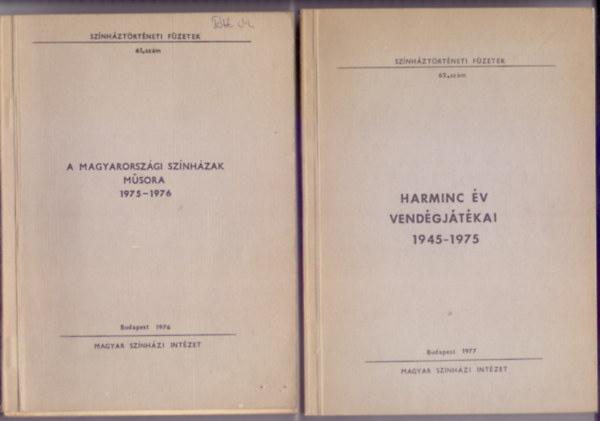 SZÍNHÁZTÖRTÉNETI FÜZETEK
61.szám
A MAGYARORSZÁGI SZÍNHÁZAK
MŰSORA
1975-1976
Budapest 1976
MAGYAR SZÍNHÁZI INTÉZET
SZÍNHÁZTÖRTÉNETI FÜZETEK
62.szám
HARMINC ÉV
VENDÉGJÁTÉKAI
1945-1975
Budapest 1977
MAGYAR SZÍNHÁZI INTÉZET